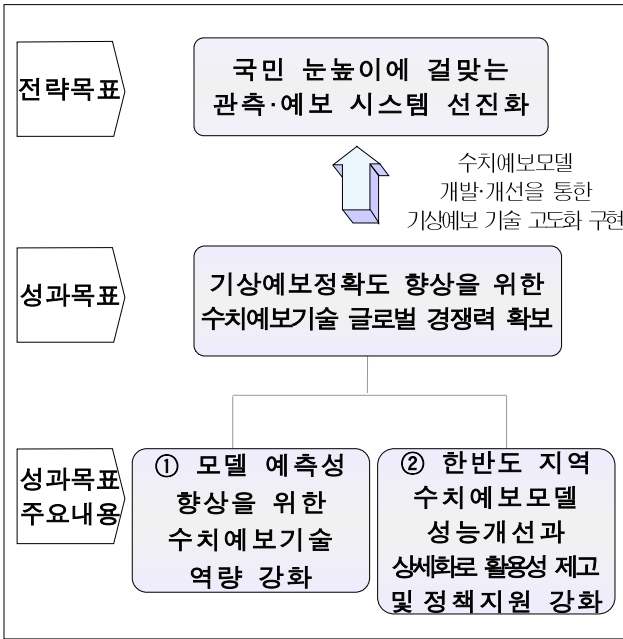 전략목표
국민 눈높이에 걸맞는
관측·예보 시스템 선진화
수치예보모델
개발·개선을 통한
기상예보 기술 고도화 구현
성과목표
기상예보정확도 향상을 위한
수치예보기술 글로벌 경쟁력 확보
성과목표
주요내용
① 모델 예측성
향상을 위한
수치예보기술
역량 강화
② 한반도 지역
수치예보모델
성능개선과
상세화로 활용성 제고
및 정책지원 강화